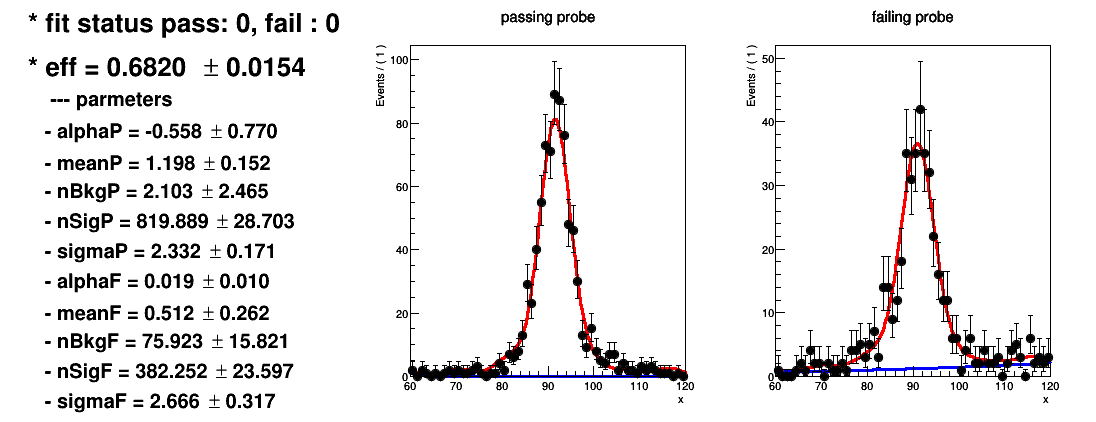 * fit status pass: 0, fail : 0
* eff = 0.6820 ± 0.0154
--- parmeters
- alphaP = -0.558 ± 0.770
- meanP = 1.198 ± 0.152
- nBkgP = 2.103 ± 2.465
- nSigP = 819.889 ± 28.703
- sigmaP = 2.332 ± 0.171
- alphaF = 0.019 ± 0.010
- meanF = 0.512 ± 0.262
- nBkgF = 75.923 ± 15.821
- nSigF = 382.252 ± 23.597
- sigmaF = 2.666 ± 0.317
passing probe
Events / ( 1 )
100
80
60
40
20
0
60 70 80 90 100 110 120
x
failing probe
Events / ( 1 )
50
40
30
20
10
0
60 70 80 90 100 110 120
x